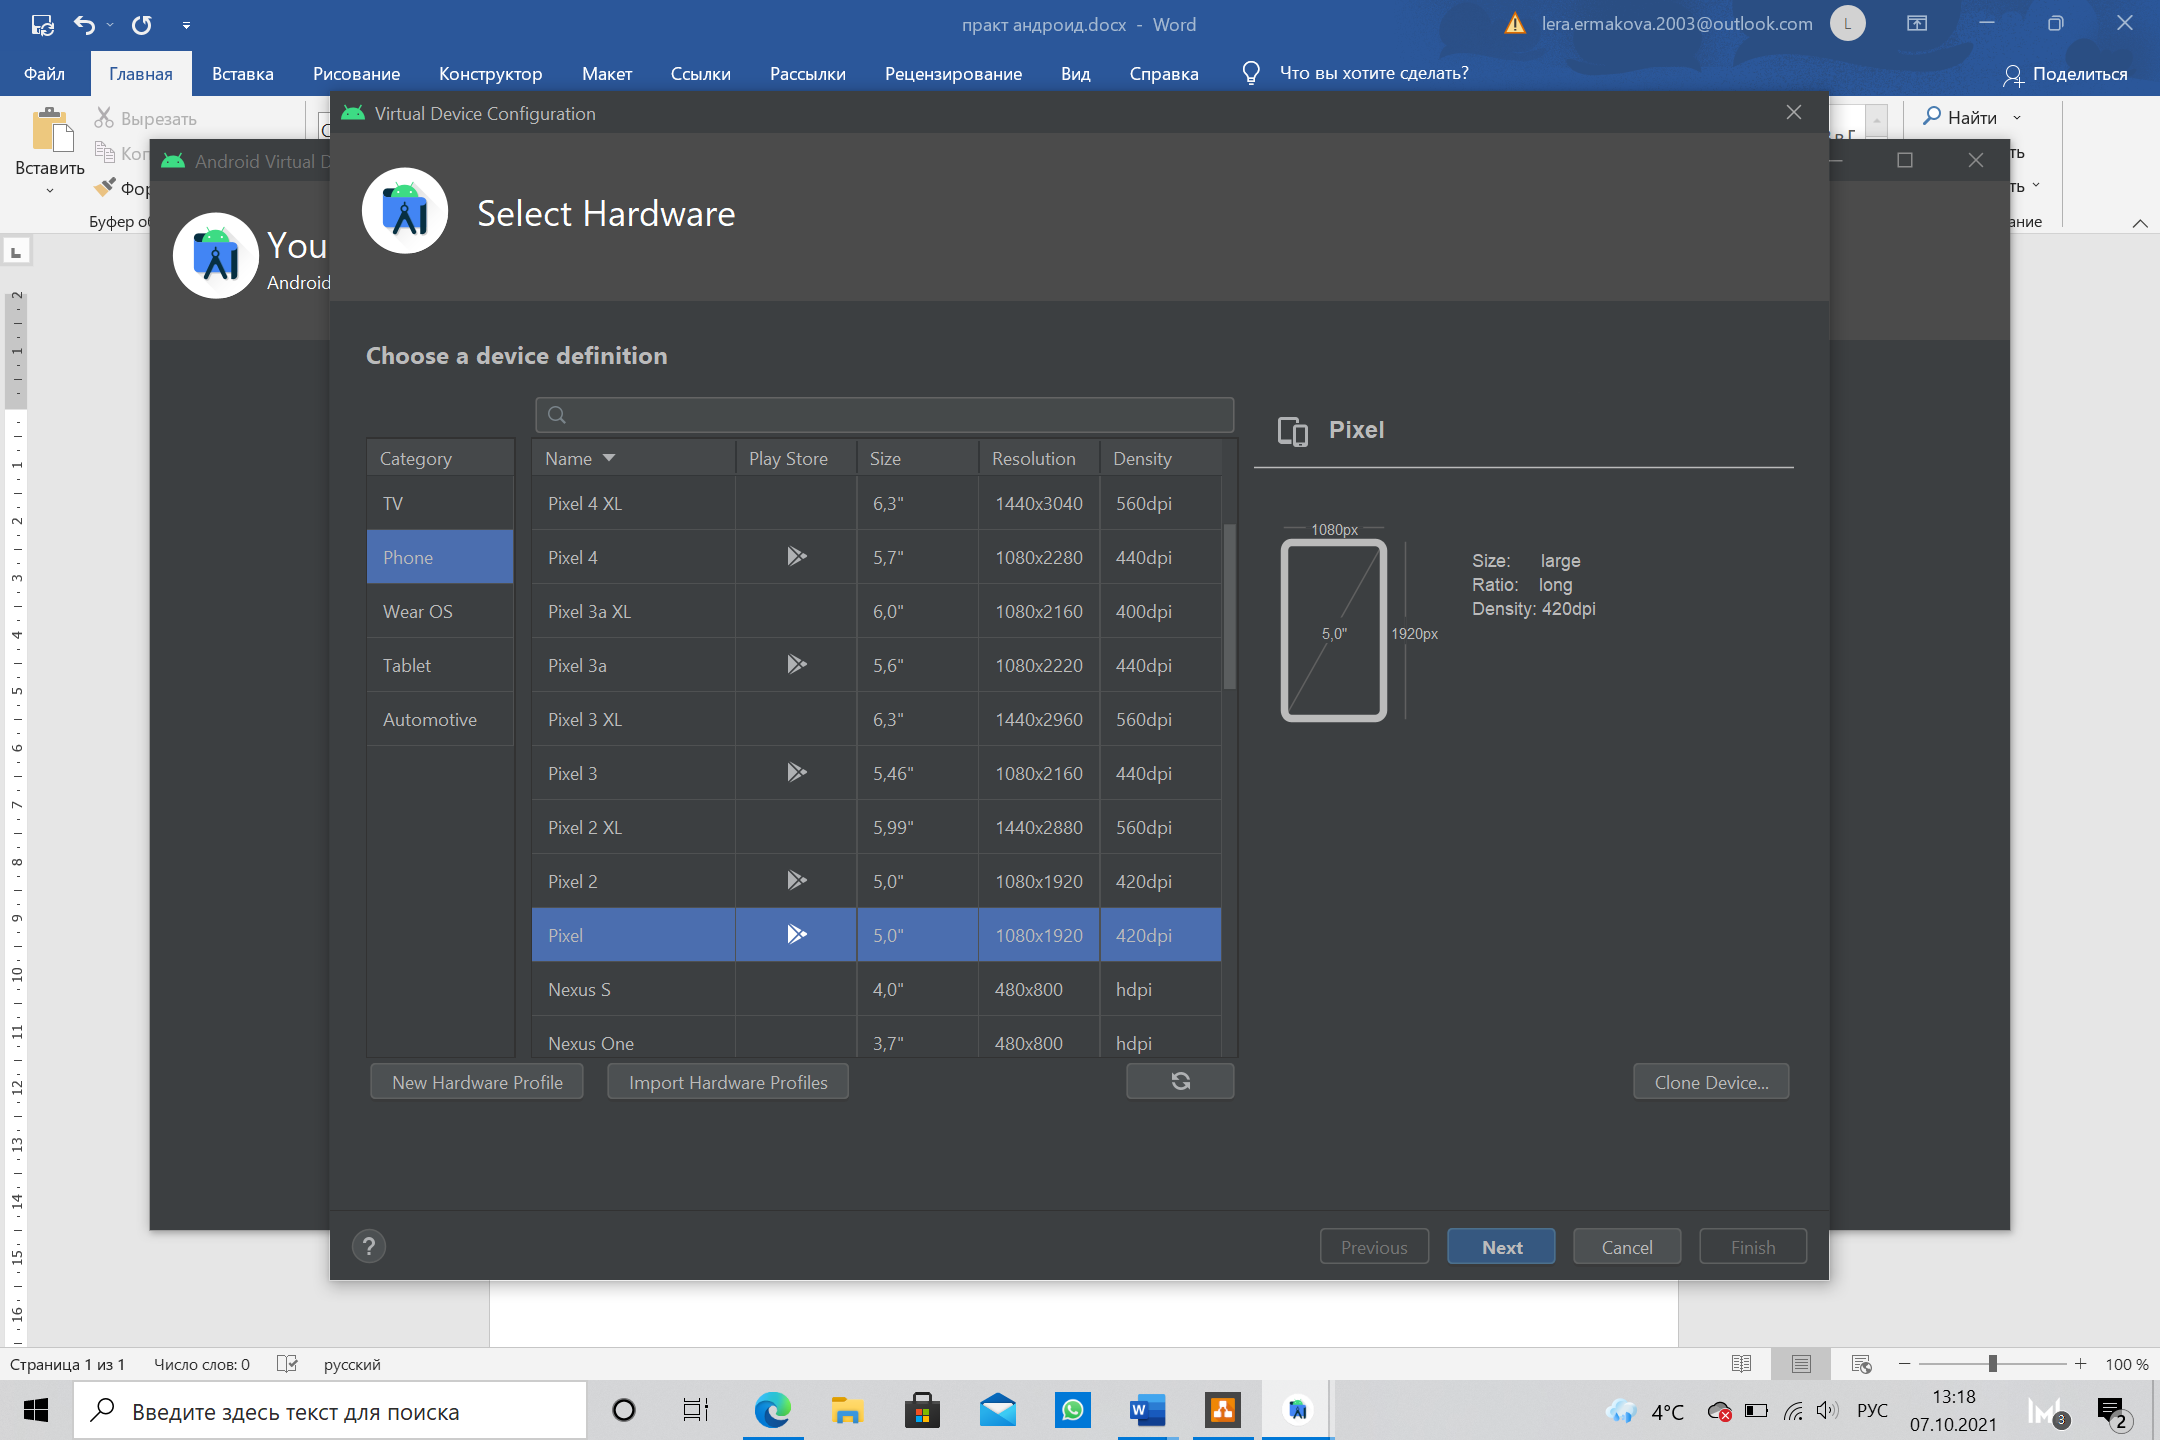 практ андроид.docx - Word
lera.ermakova.2003@outlook.com
L
Файл Главная Вставка Рисование Конструктор Макет Ссылки Рассылки Рецензирование Вид Справка Что вы хотите сделать? Поделиться
Вставить
Вырезать
Найти
Virtual Device Configuration
Android Virtual
Select Hardware
You
Android
Choose a device definition
Category
TV
Phone
Wear OS
Tablet
Automotive
Name Play Store Size Resolution Density
Pixel 4 XL 6,3" 1440x3040 560dpi
Pixel 4 5,7" 1080x2280 440dpi
Pixel 3a XL 6,0" 1080x2160 400dpi
Pixel 3a 5,6" 1080x2220 440dpi
Pixel 3 XL 6,3" 1440x2960 560dpi
Pixel 3 5,46" 1080x2160 440dpi
Pixel 2 XL 5,99" 1440x2880 560dpi
Pixel 2 5,0" 1080x1920 420dpi
Pixel 5,0" 1080x1920 420dpi
Nexus S 4,0" 480x800 hdpi
Nexus One 3,7" 480x800 hdpi
Pixel
1080px
5,0"
1920px
Size: large
Ratio: long
Density: 420dpi
New Hardware Profile Import Hardware Profiles Clone Device...
? Previous Next Cancel Finish
Страница 1 из 1 Число слов: 0 русский 100 %
Введите здесь текст для поиска
4°C РУС
13:18
07.10.2021
3
2